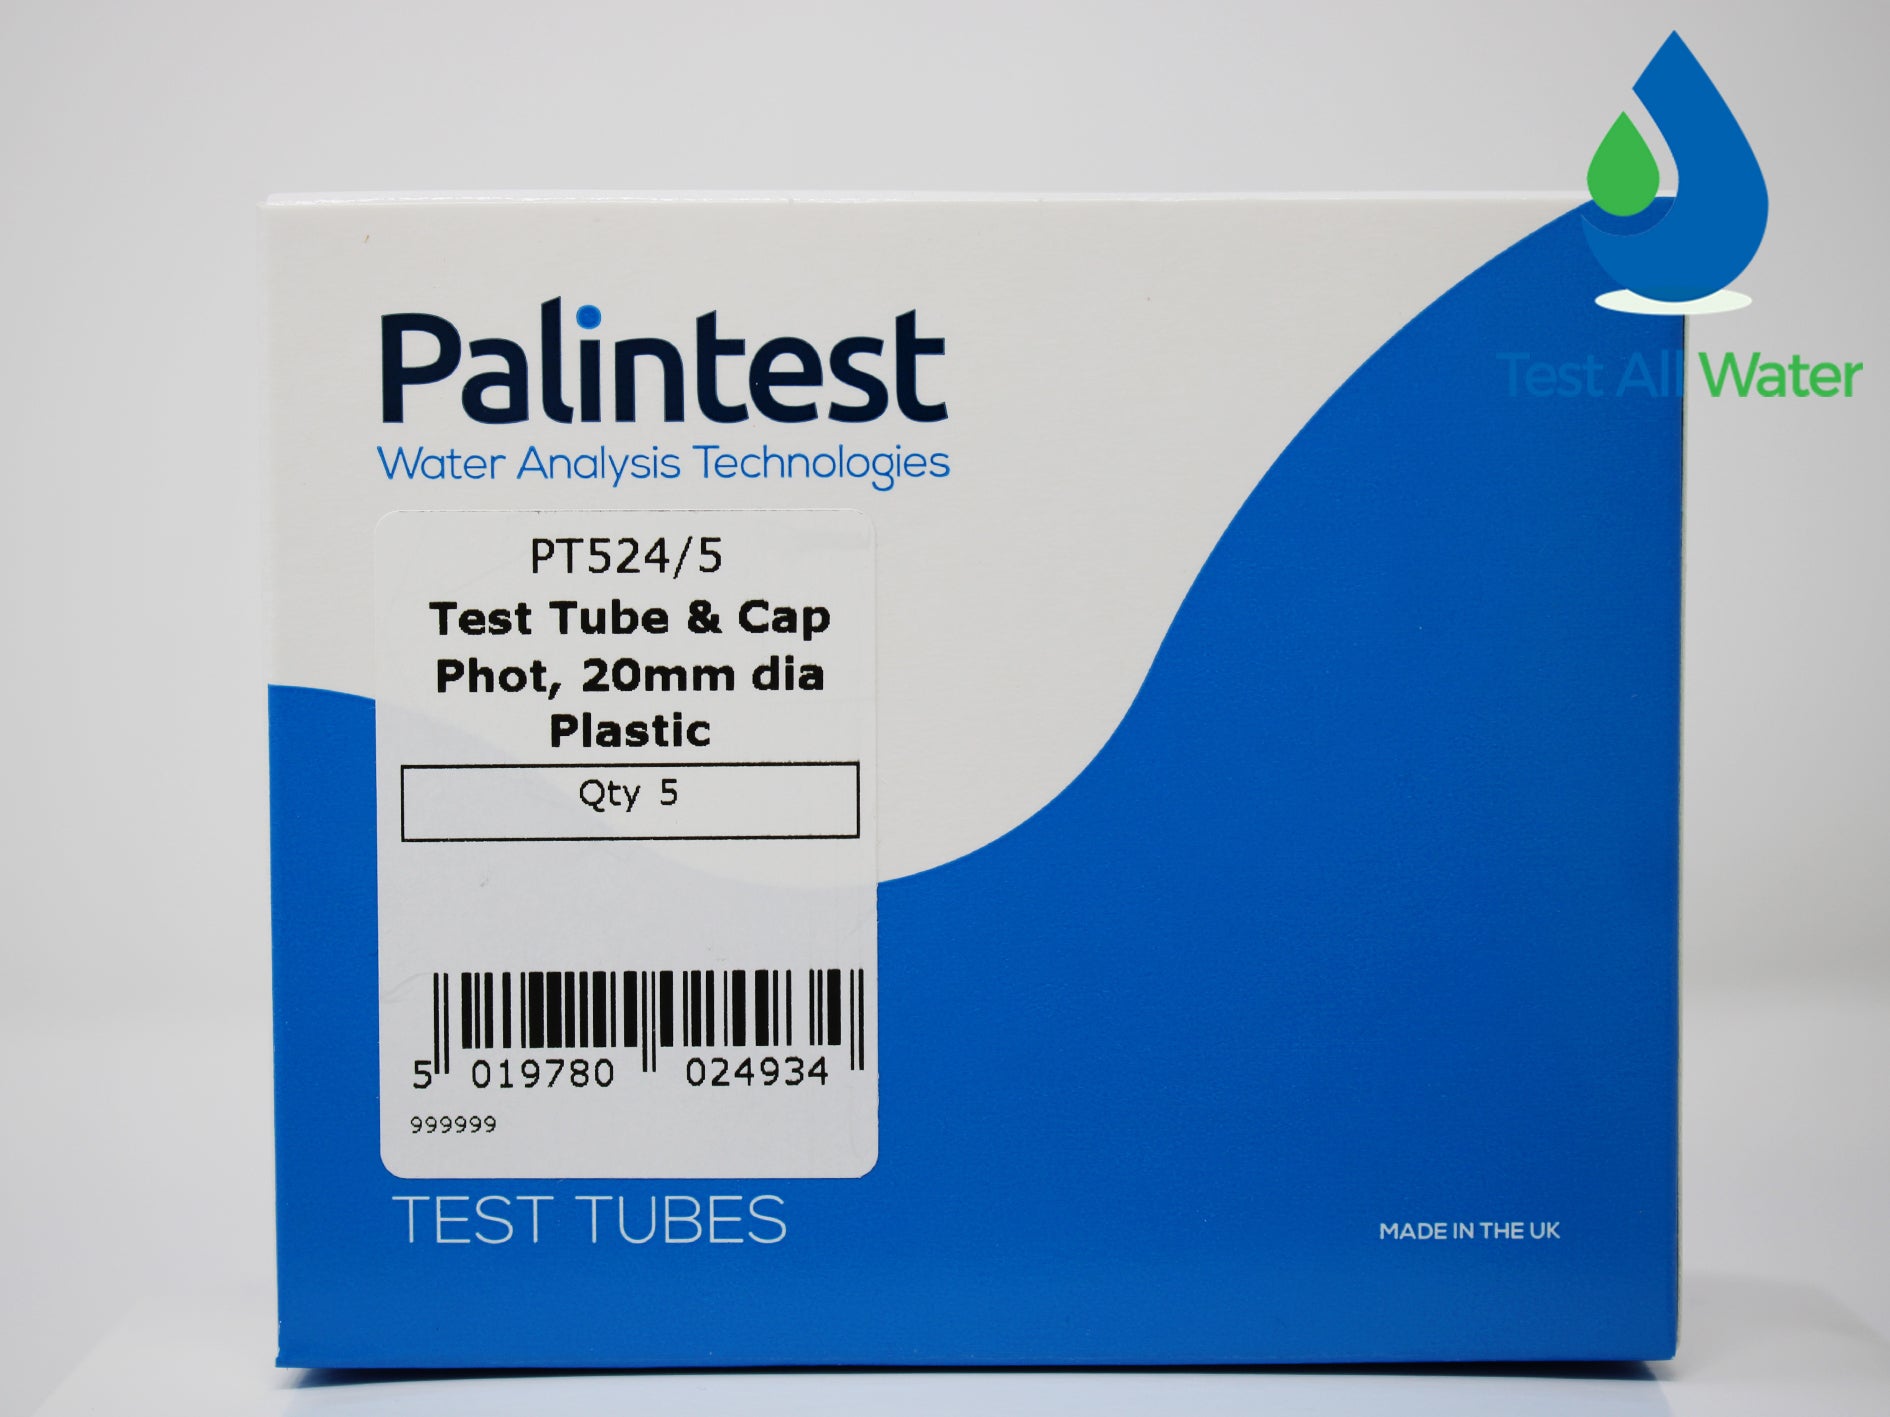 Test All Water
Palintest
Water Analysis Technologies
PT524/5
Test Tube & Cap
Phot, 20mm dia
Plastic
Qty 5
5 019780 024934
999999
TEST TUBES
MADE IN THE UK